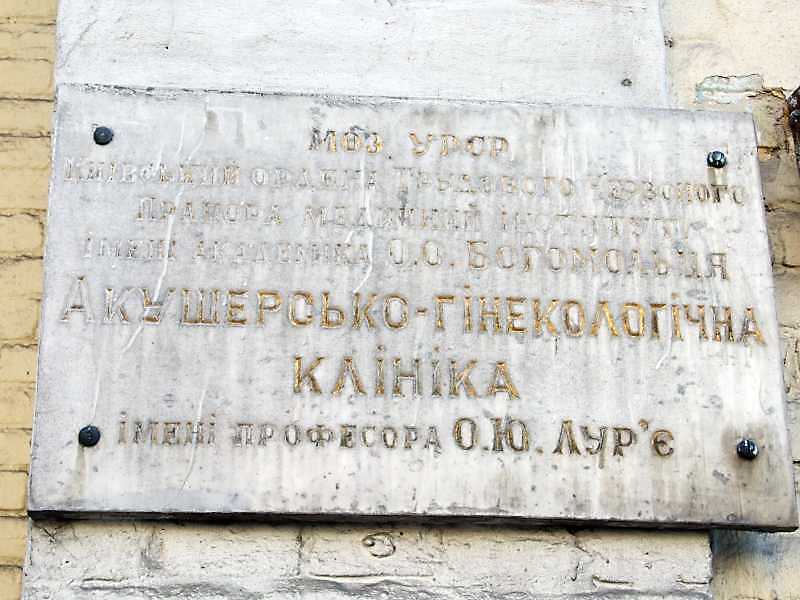 МОЗ УРСР
Київський ордена Трудового Червоного
Прапора медичний інститут
імені академіка О.О. Богомольця
Акушерсько-гінекологічна
клініка
імені професора О.Ю. Лур'є